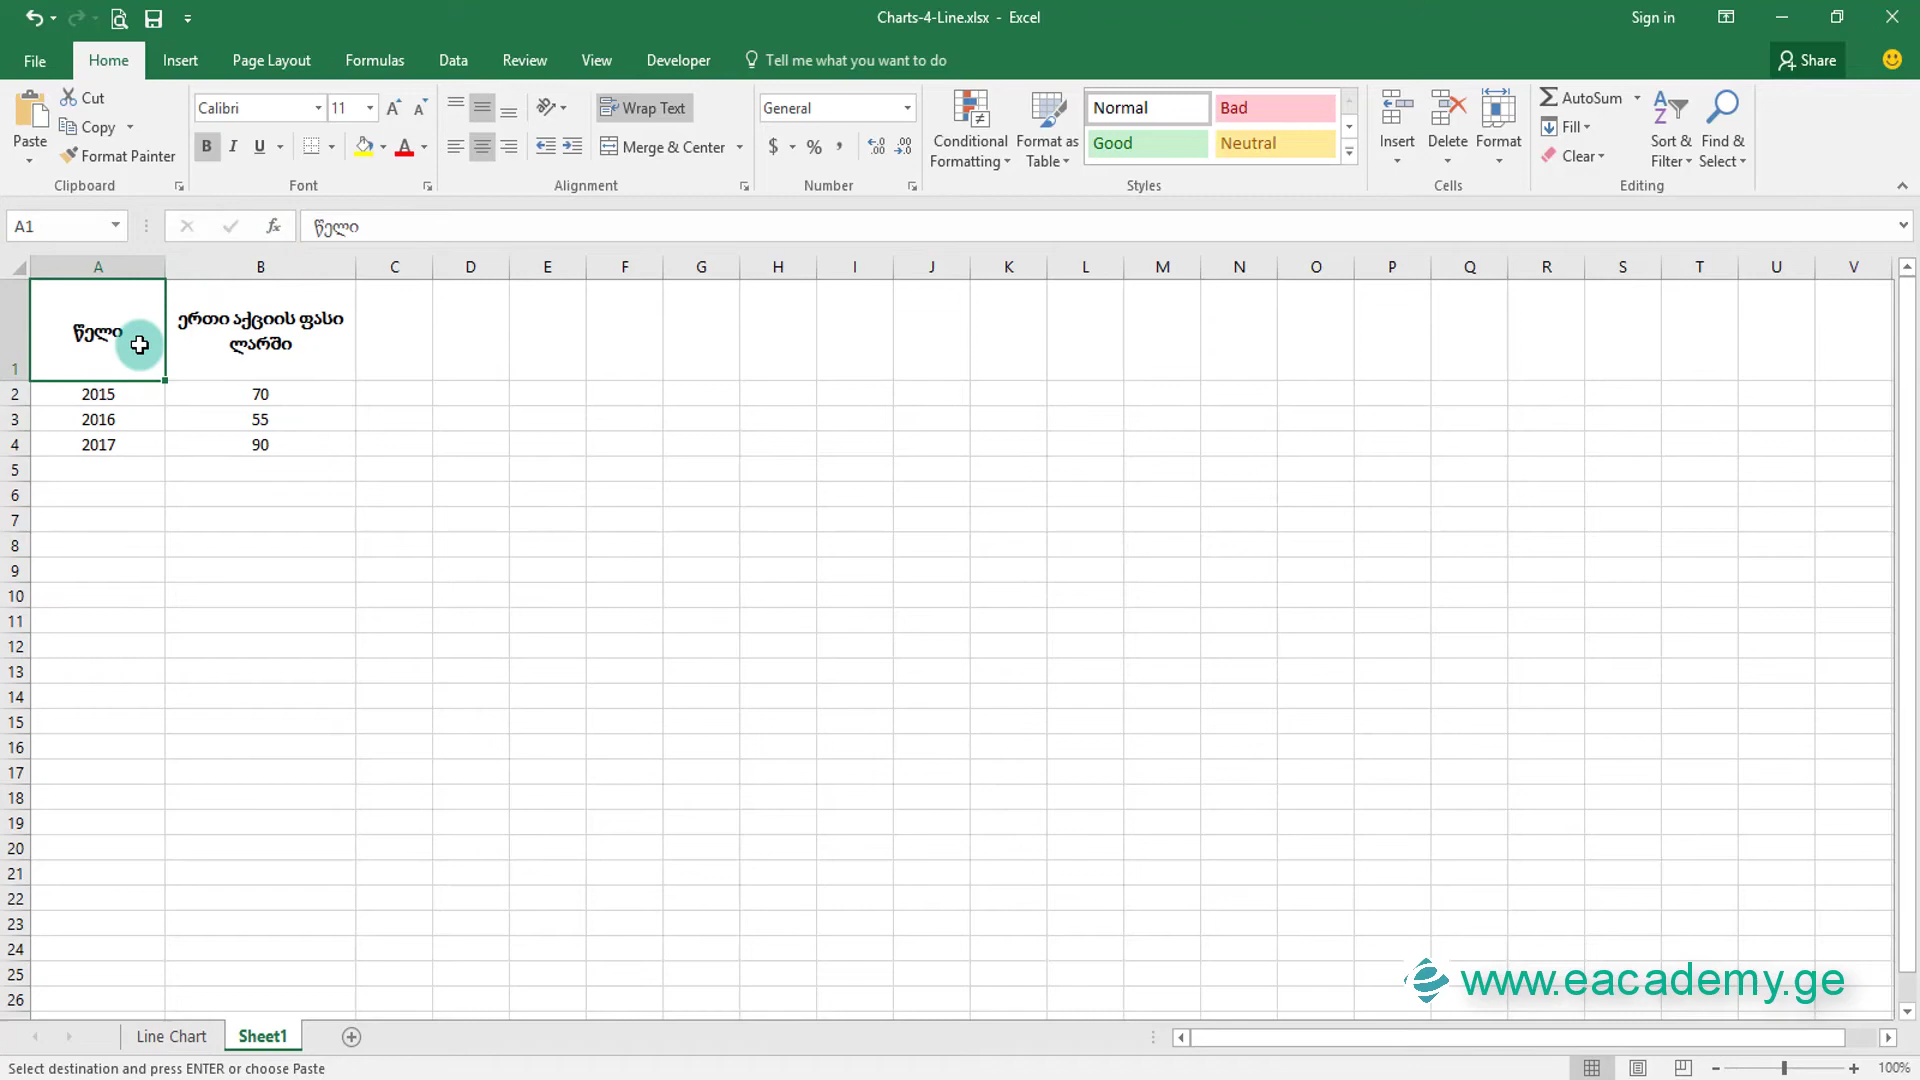 Charts-4-Line.xlsx - Excel
Sign in
File
Home
Insert
Page Layout
Formulas
Data
Review
View
Developer
Tell me what you want to do
Share
Paste
Cut
Copy
Format Painter
Clipboard
Calibri
11
B I U
A
Font
Wrap Text
Merge & Center
Alignment
General
$ % ,
Number
Conditional Formatting
Format as Table
Normal
Bad
Good
Neutral
Styles
Insert
Delete
Format
Cells
AutoSum
Fill
Clear
Sort & Filter
Find & Select
Editing
A1
fx
წელი
A B C D E F G H I J K L M N O P Q R S T U V
1 წელი ერთი აქციის ფასი
ლარში
2 2015 70
3 2016 55
4 2017 90
5
6
7
8
9
10
11
12
13
14
15
16
17
18
19
20
21
22
23
24
25
26
www.eacademy.ge
Line Chart
Sheet1
Select destination and press ENTER or choose Paste
100%